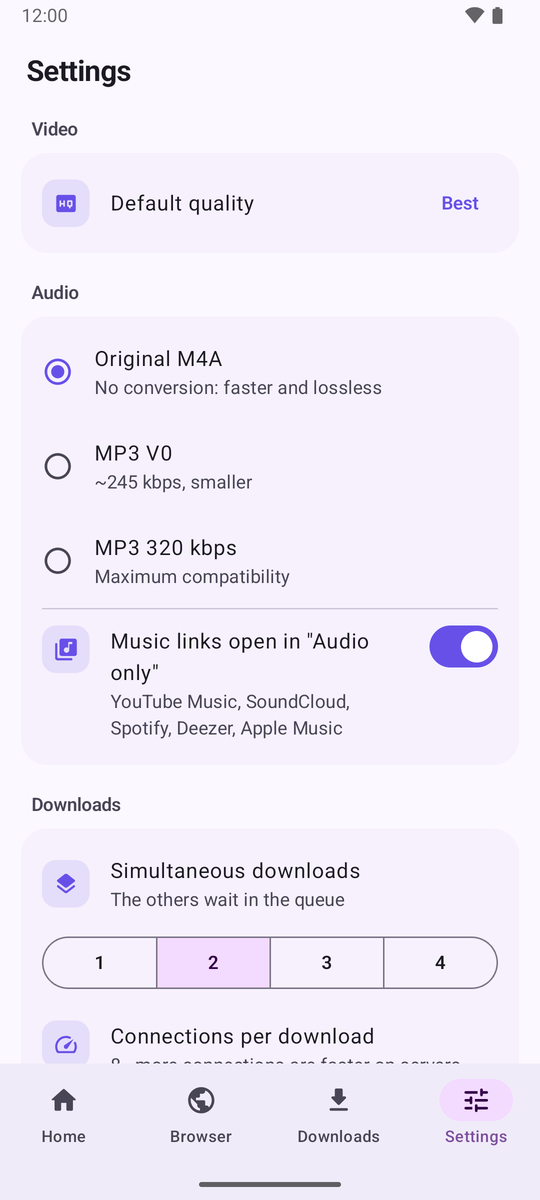 12:00
Settings
Video
HQ
Default quality
Best
Audio
Original M4A
No conversion: faster and lossless
MP3 V0
~245 kbps, smaller
MP3 320 kbps
Maximum compatibility
Music links open in "Audio
only"
YouTube Music, SoundCloud,
Spotify, Deezer, Apple Music
Downloads
Simultaneous downloads
The others wait in the queue
1 2 3 4
Connections per download
Home Browser Downloads Settings